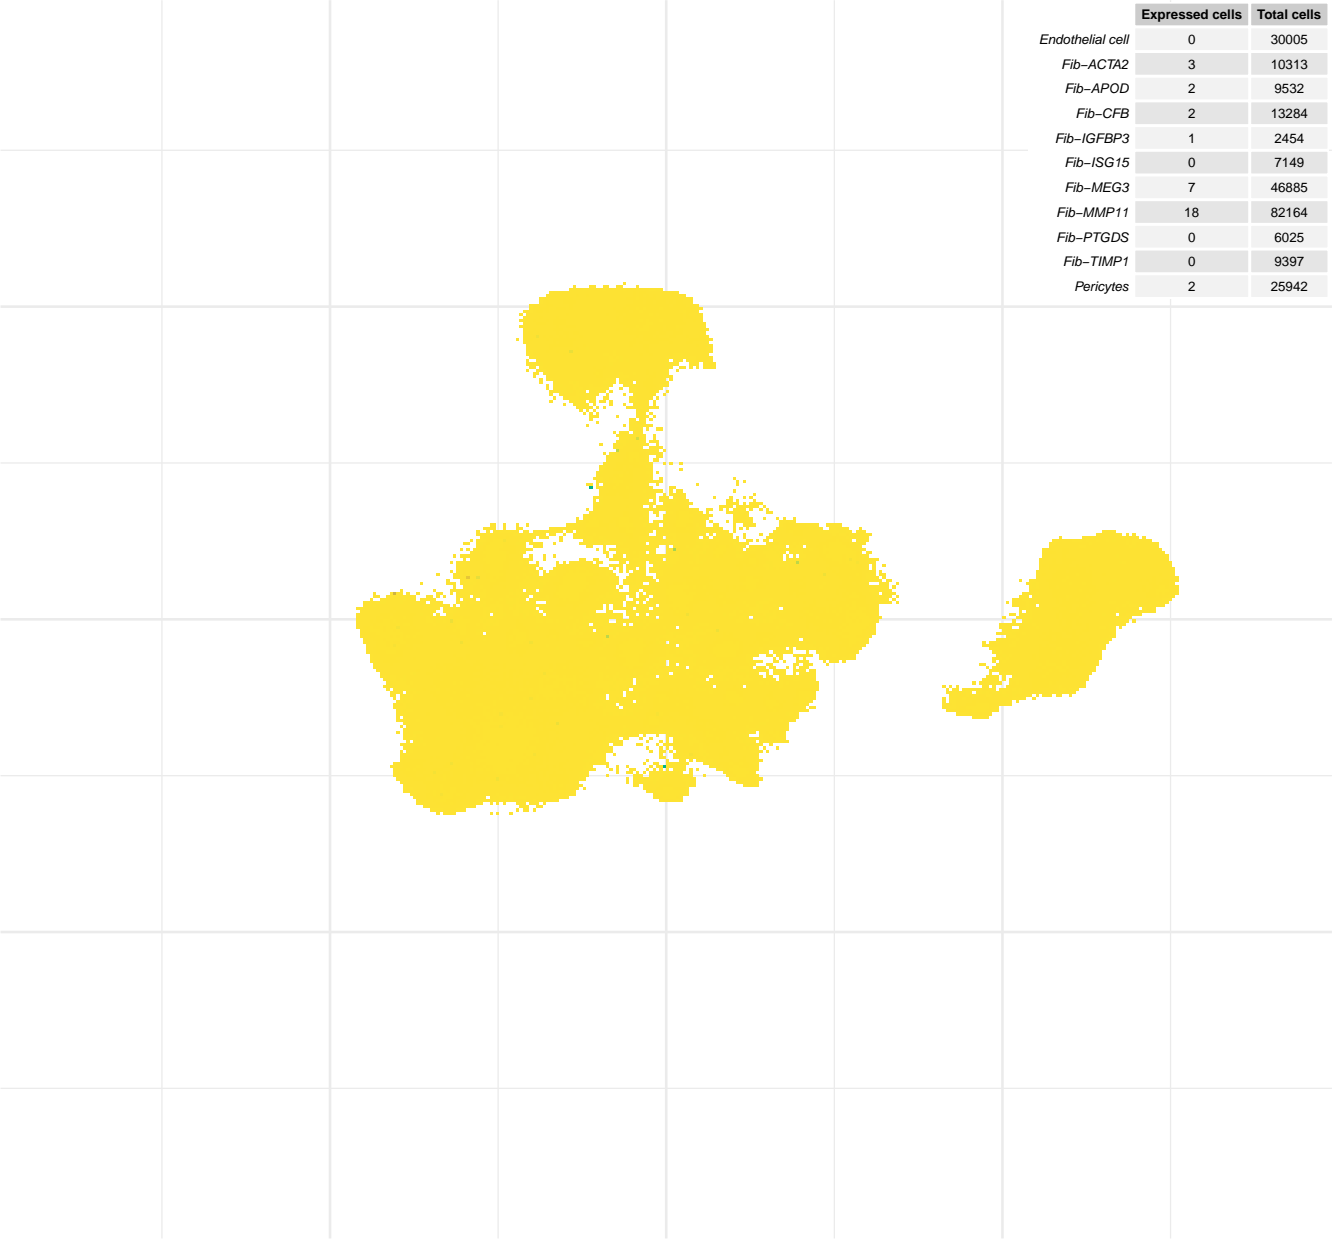 Expressed cells Total cells
Endothelial cell 0 30005
Fib−ACTA2 3 10313
Fib−APOD 2 9532
Fib−CFB 2 13284
Fib−IGFBP3 1 2454
Fib−ISG15 0 7149
Fib−MEG3 7 46885
Fib−MMP11 18 82164
Fib−PTGDS 0 6025
Fib−TIMP1 0 9397
Pericytes 2 25942